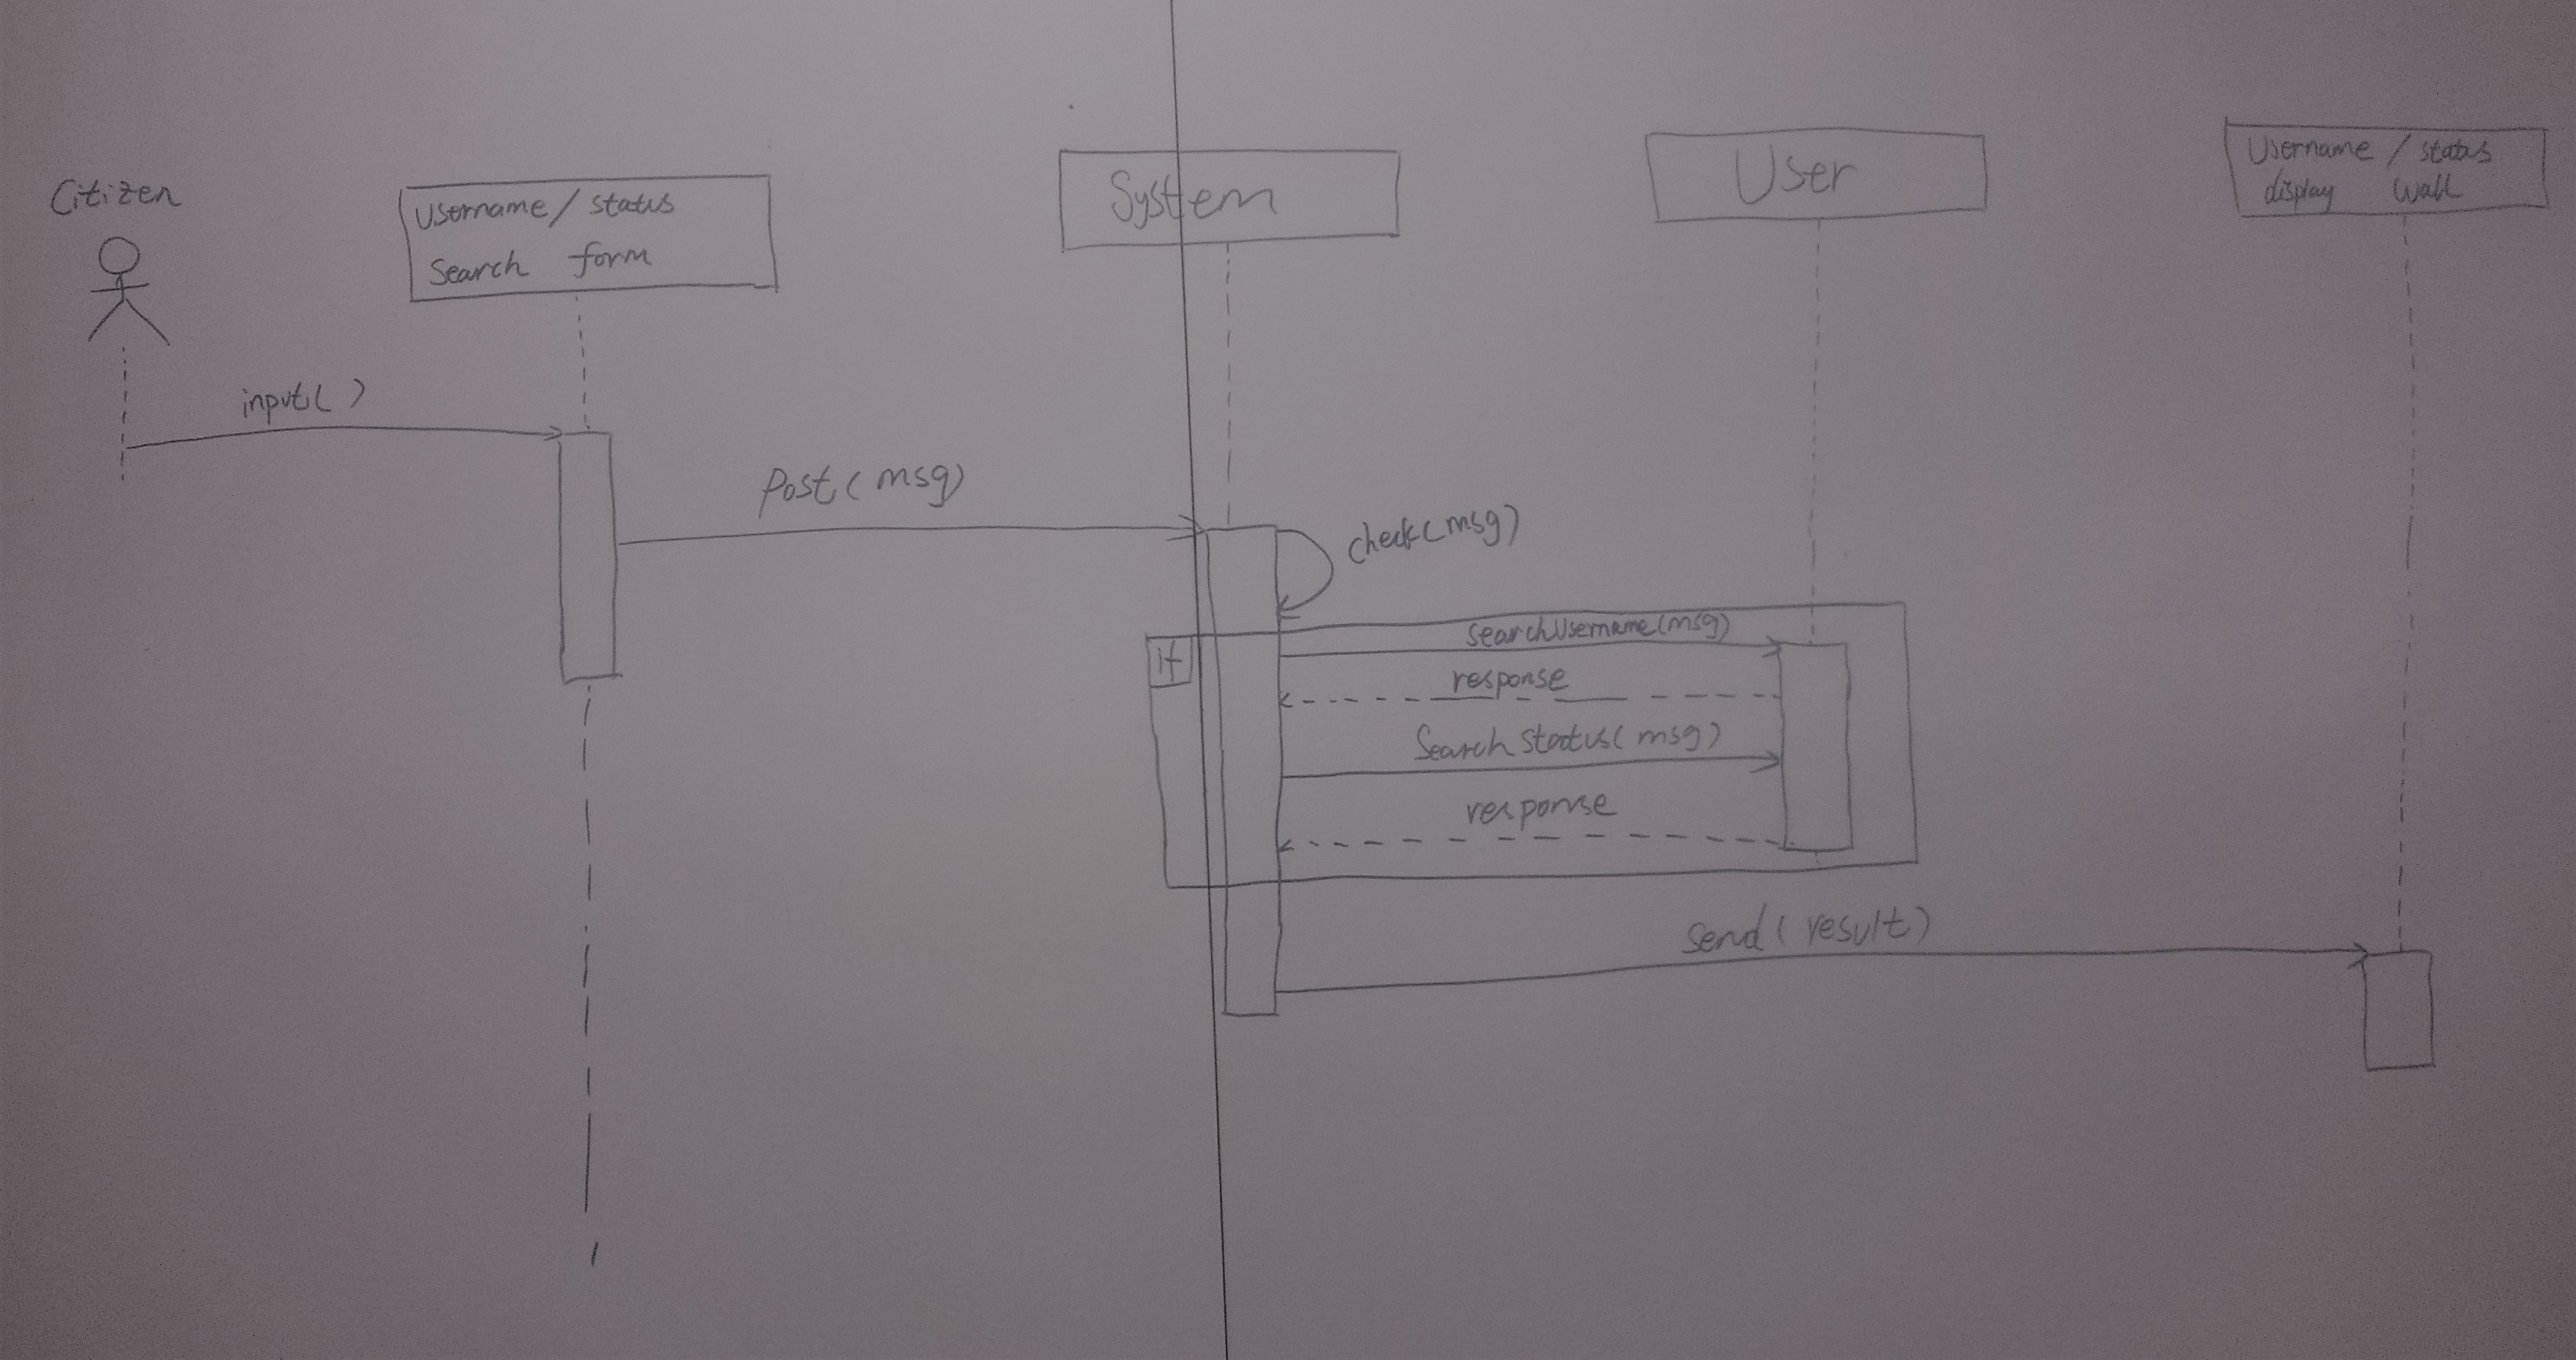 Citizen
Username / status
Search form
System
User
Username / status
display wall
input( )
Post( msg)
check(msg)
if
searchUsername(msg)
response
Search Status( msg)
response
Send( result)